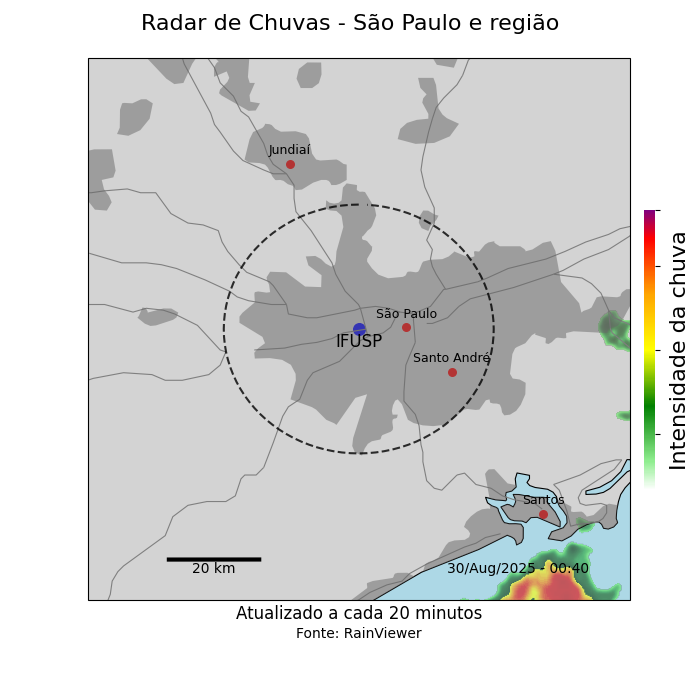 Radar de Chuvas - São Paulo e região
Jundiaí
São Paulo
IFUSP
Santo André
Intensidade da chuva
Santos
20 km
30/Aug/2025 - 00:40
Atualizado a cada 20 minutos
Fonte: RainViewer